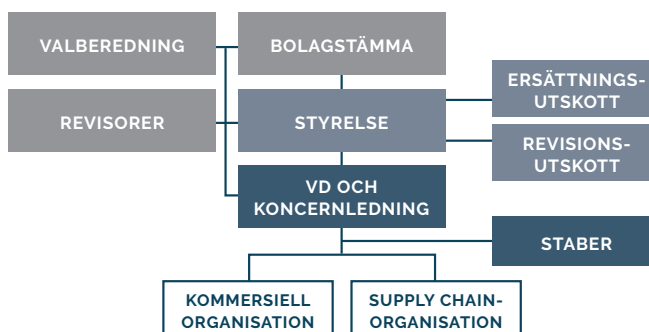 VALBEREDNING
BOLAGSTÄMMA
ERSÄTTNINGS-
UTSKOTT
REVISORER
STYRELSE
REVISIONS-
UTSKOTT
VD OCH
KONCERNLEDNING
STABER
KOMMERSIELL
ORGANISATION
SUPPLY CHAIN-
ORGANISATION